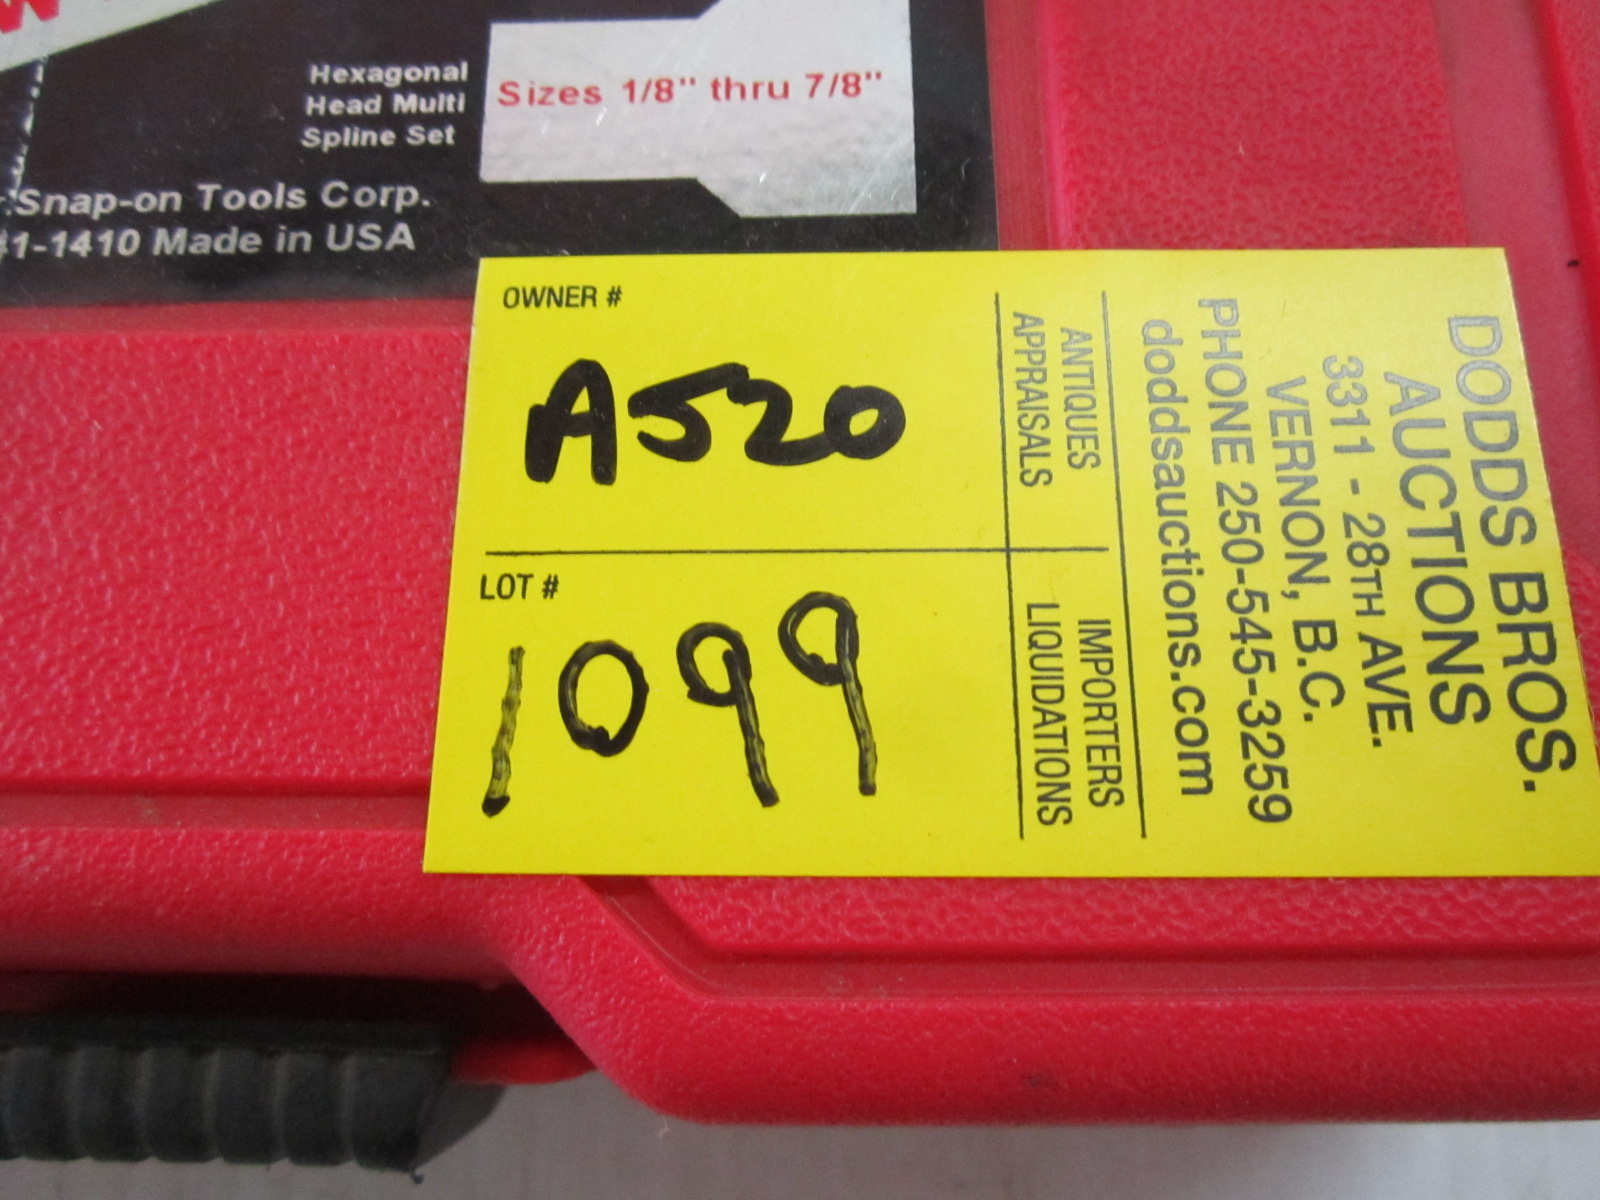 Hexagonal
Head Multi
Spline Set
Sizes 1/8" thru 7/8"
Snap-on Tools Corp.
1-1410 Made in USA
OWNER #
A520
LOT #
1099
ANTIQUES IMPORTERS
APPRAISALS LIQUIDATIONS
DODDS BROS.
AUCTIONS
3311 - 28TH AVE.
VERNON, B.C.
PHONE 250-545-3259
doddsauctions.com